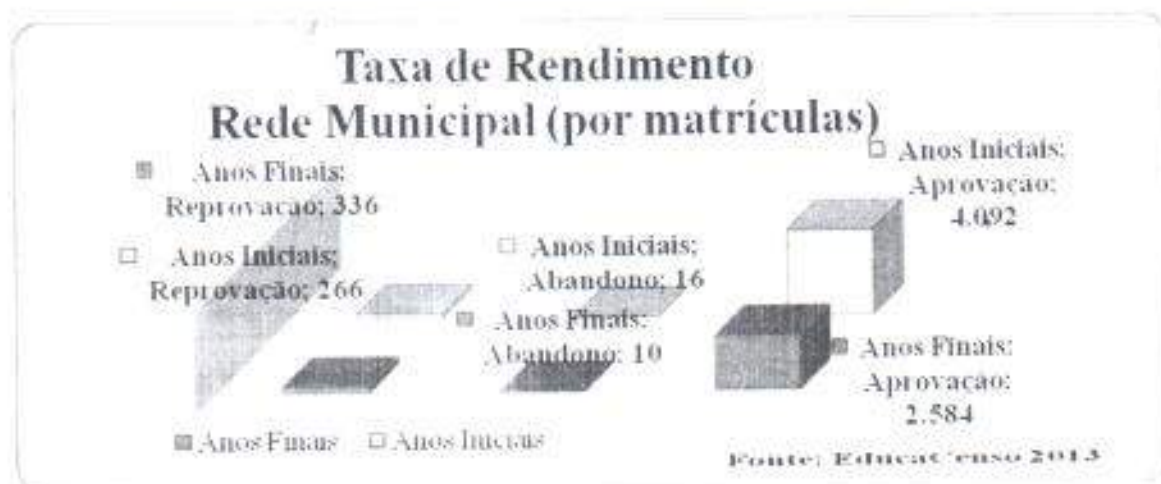 Taxa de Rendimento
Rede Municipal (por matrículas)
Anos Finais;
Reprovacao; 336
Anos Iniciais;
Reprovação; 266
Anos Iniciais;
Abandono; 16
Anos Finais;
Abandono; 10
Anos Iniciais;
Aprovação;
4.092
Anos Finais;
Aprovação;
2.584
Anos Finais Anos Iniciais
Fonte: EducaCenso 2013